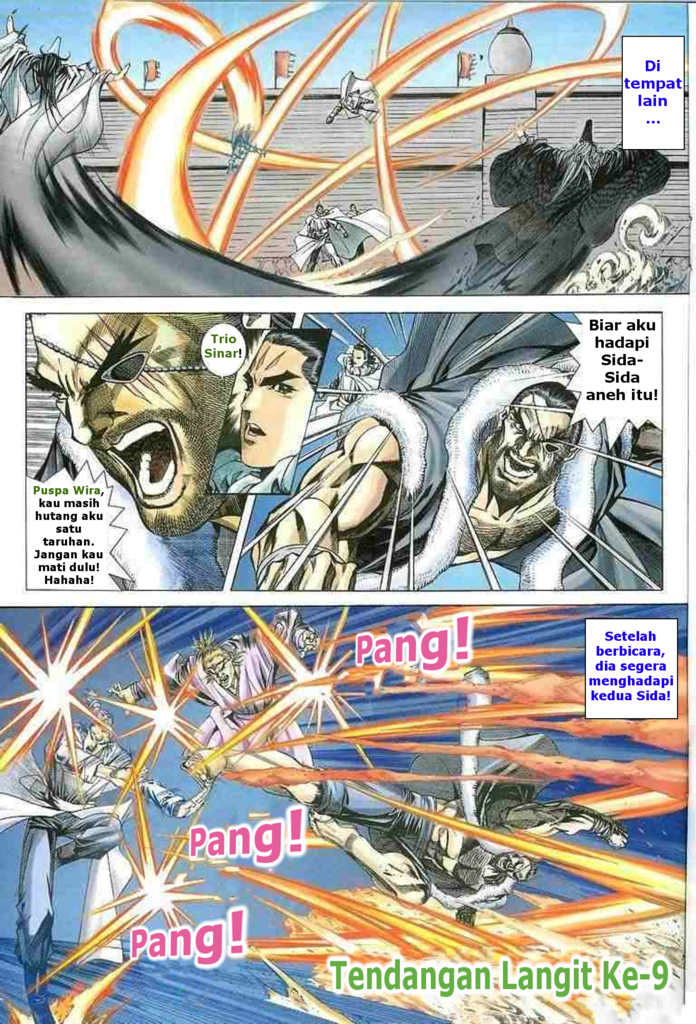 Di
tempat
lain
...
Trio
Sinar!
Biar aku
hadapi
Sida-
Sida
aneh itu!
Puspa Wira,
kau masih
hutang aku
satu
taruhan.
Jangan kau
mati dulu!
Hahaha!
Setelah
berbicara,
dia segera
menghadapi
kedua Sida!
Pang!
Pang!
Pang!
Tendangan Langit Ke-9